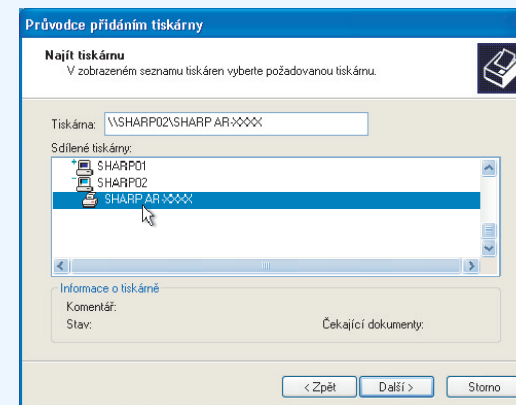 Průvodce přidáním tiskárny
Najít tiskárnu
V zobrazeném seznamu tiskáren vyberte požadovanou tiskárnu.
Tiskárna: \\SHARP02\SHARP AR-XXXX
Sdílené tiskárny:
SHARP01
SHARP02
SHARP AR-XXXX
Informace o tiskárně
Komentář:
Stav: Čekající dokumenty:
< Zpět Další > Storno